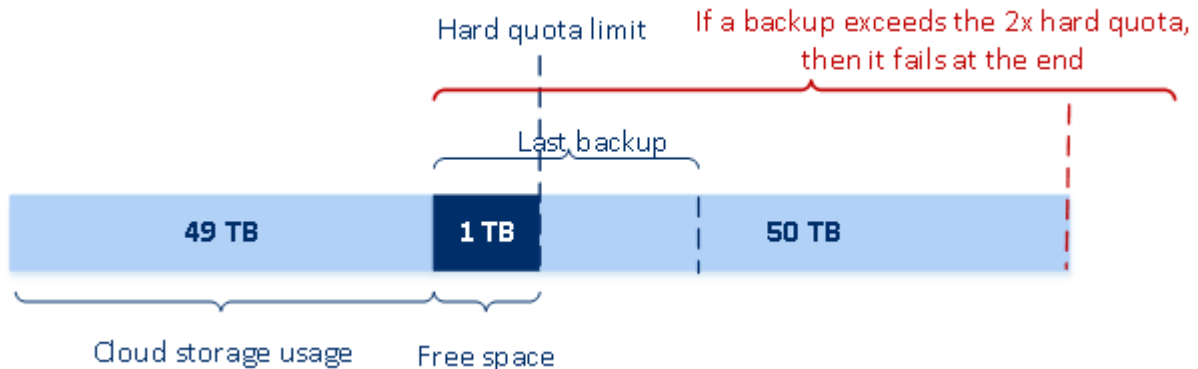 Hard quota limit
If a backup exceeds the 2x hard quota,
then it fails at the end
Last backup
49 TB
1 TB
50 TB
Cloud storage usage
Free space